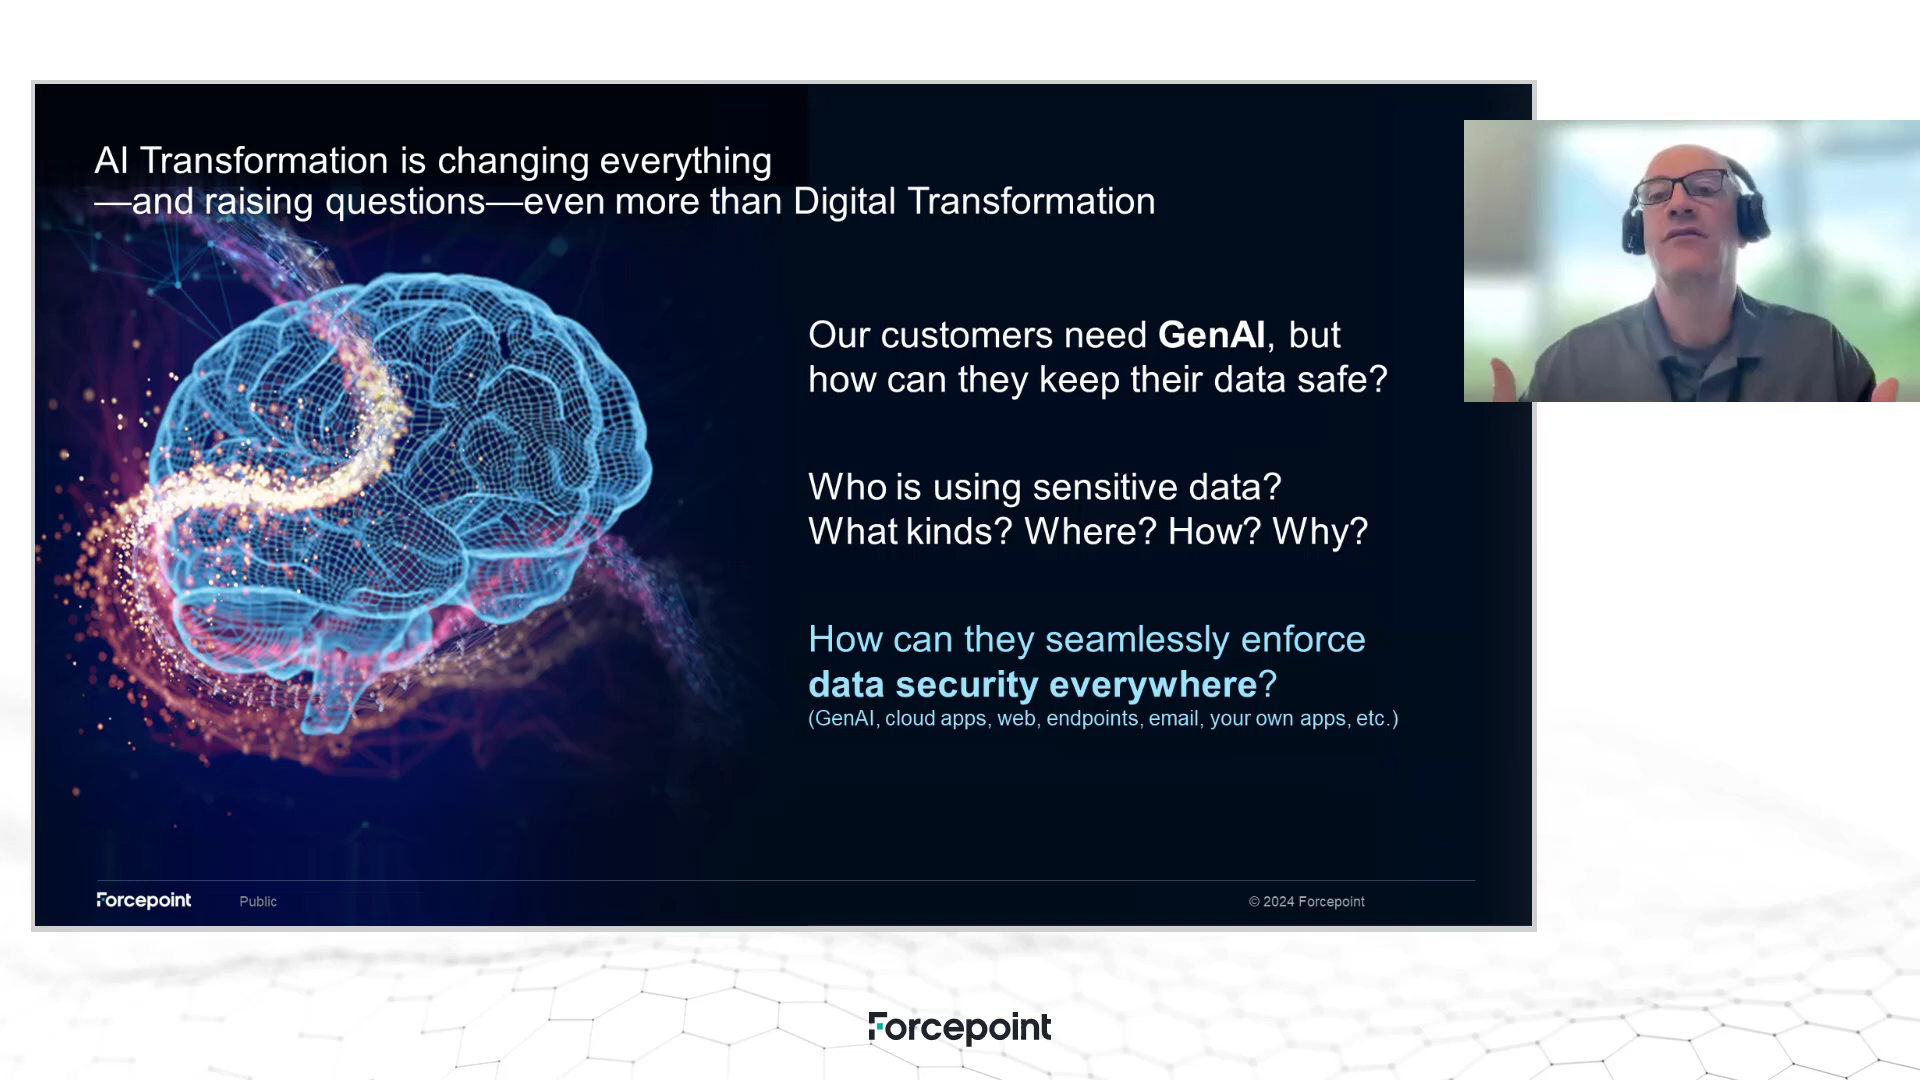 AI Transformation is changing everything
—and raising questions—even more than Digital Transformation
Our customers need GenAI, but
how can they keep their data safe?
Who is using sensitive data?
What kinds? Where? How? Why?
How can they seamlessly enforce
data security everywhere?
(GenAI, cloud apps, web, endpoints, email, your own apps, etc.)
Forcepoint
Public
© 2024 Forcepoint
Forcepoint